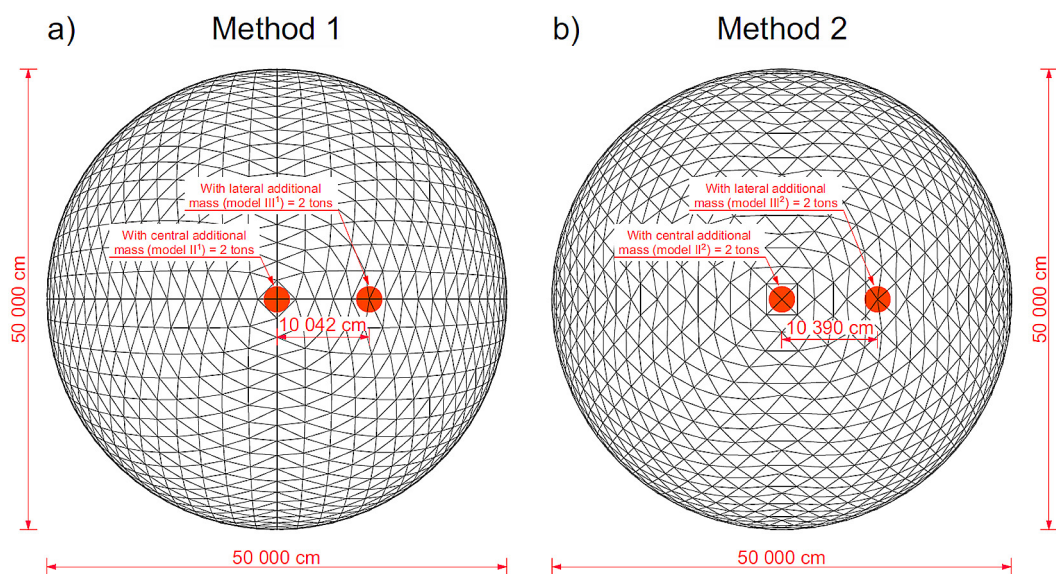 a) Method 1
b) Method 2
50 000 cm
With lateral additional
mass (model III¹) = 2 tons
With central additional
mass (model II¹) = 2 tons
10 042 cm
50 000 cm
With lateral additional
mass (model III²) = 2 tons
With central additional
mass (model II²) = 2 tons
10 390 cm
50 000 cm
50 000 cm